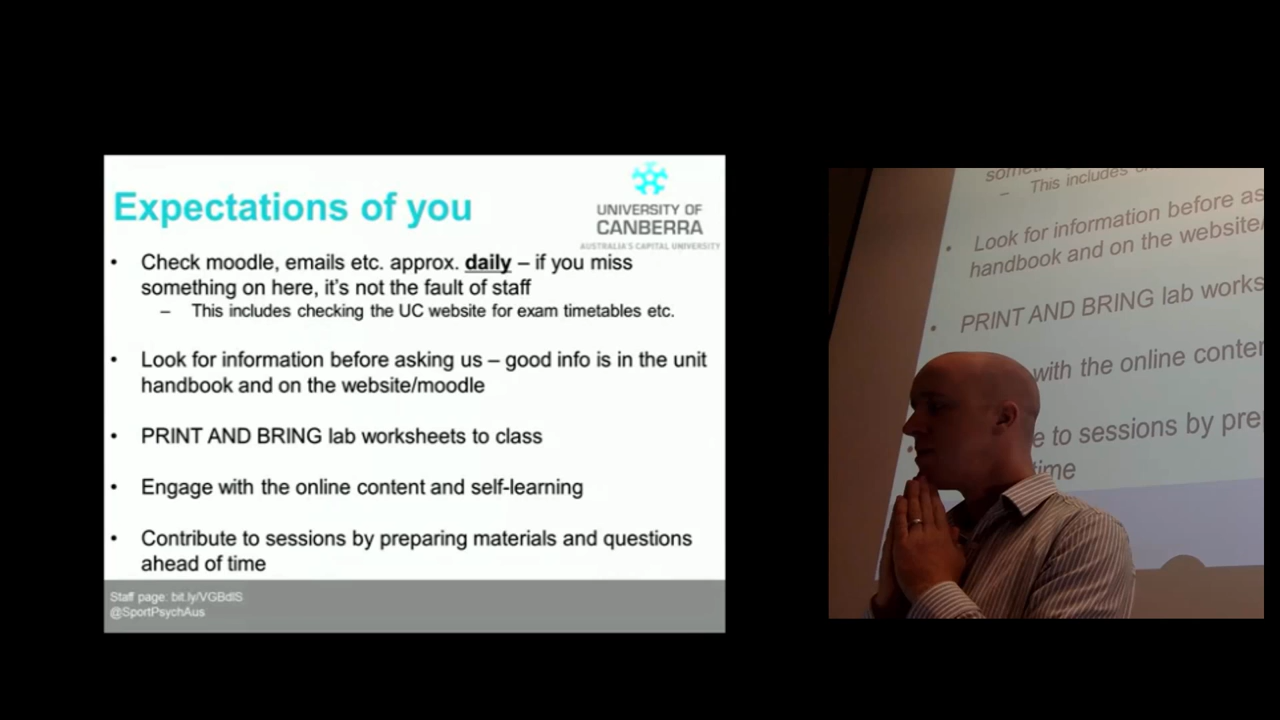 Expectations of you
UNIVERSITY OF
CANBERRA
AUSTRALIA'S CAPITAL UNIVERSITY
• Check moodle, emails etc. approx. daily – if you miss
something on here, it's not the fault of staff
– This includes checking the UC website for exam timetables etc.
• Look for information before asking us – good info is in the unit
handbook and on the website/moodle
• PRINT AND BRING lab worksheets to class
• Engage with the online content and self-learning
• Contribute to sessions by preparing materials and questions
ahead of time
Staff page: bit.ly/VGBdlS
@SportPsychAus
– This includes
• Look for information before as
handbook and on the website/
• PRINT AND BRING lab works
with the online conten
e to sessions by pre
time